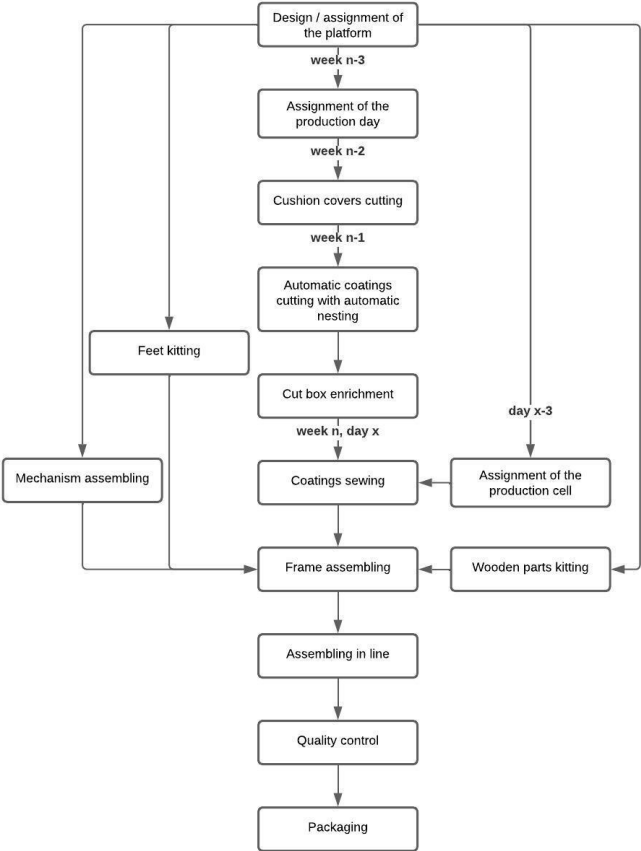 Design / assignment of
the platform
week n-3
Assignment of the
production day
week n-2
Cushion covers cutting
week n-1
Automatic coatings
cutting with automatic
nesting
Feet kitting
Cut box enrichment
day x-3
week n, day x
Mechanism assembling
Coatings sewing
Assignment of the
production cell
Frame assembling
Wooden parts kitting
Assembling in line
Quality control
Packaging